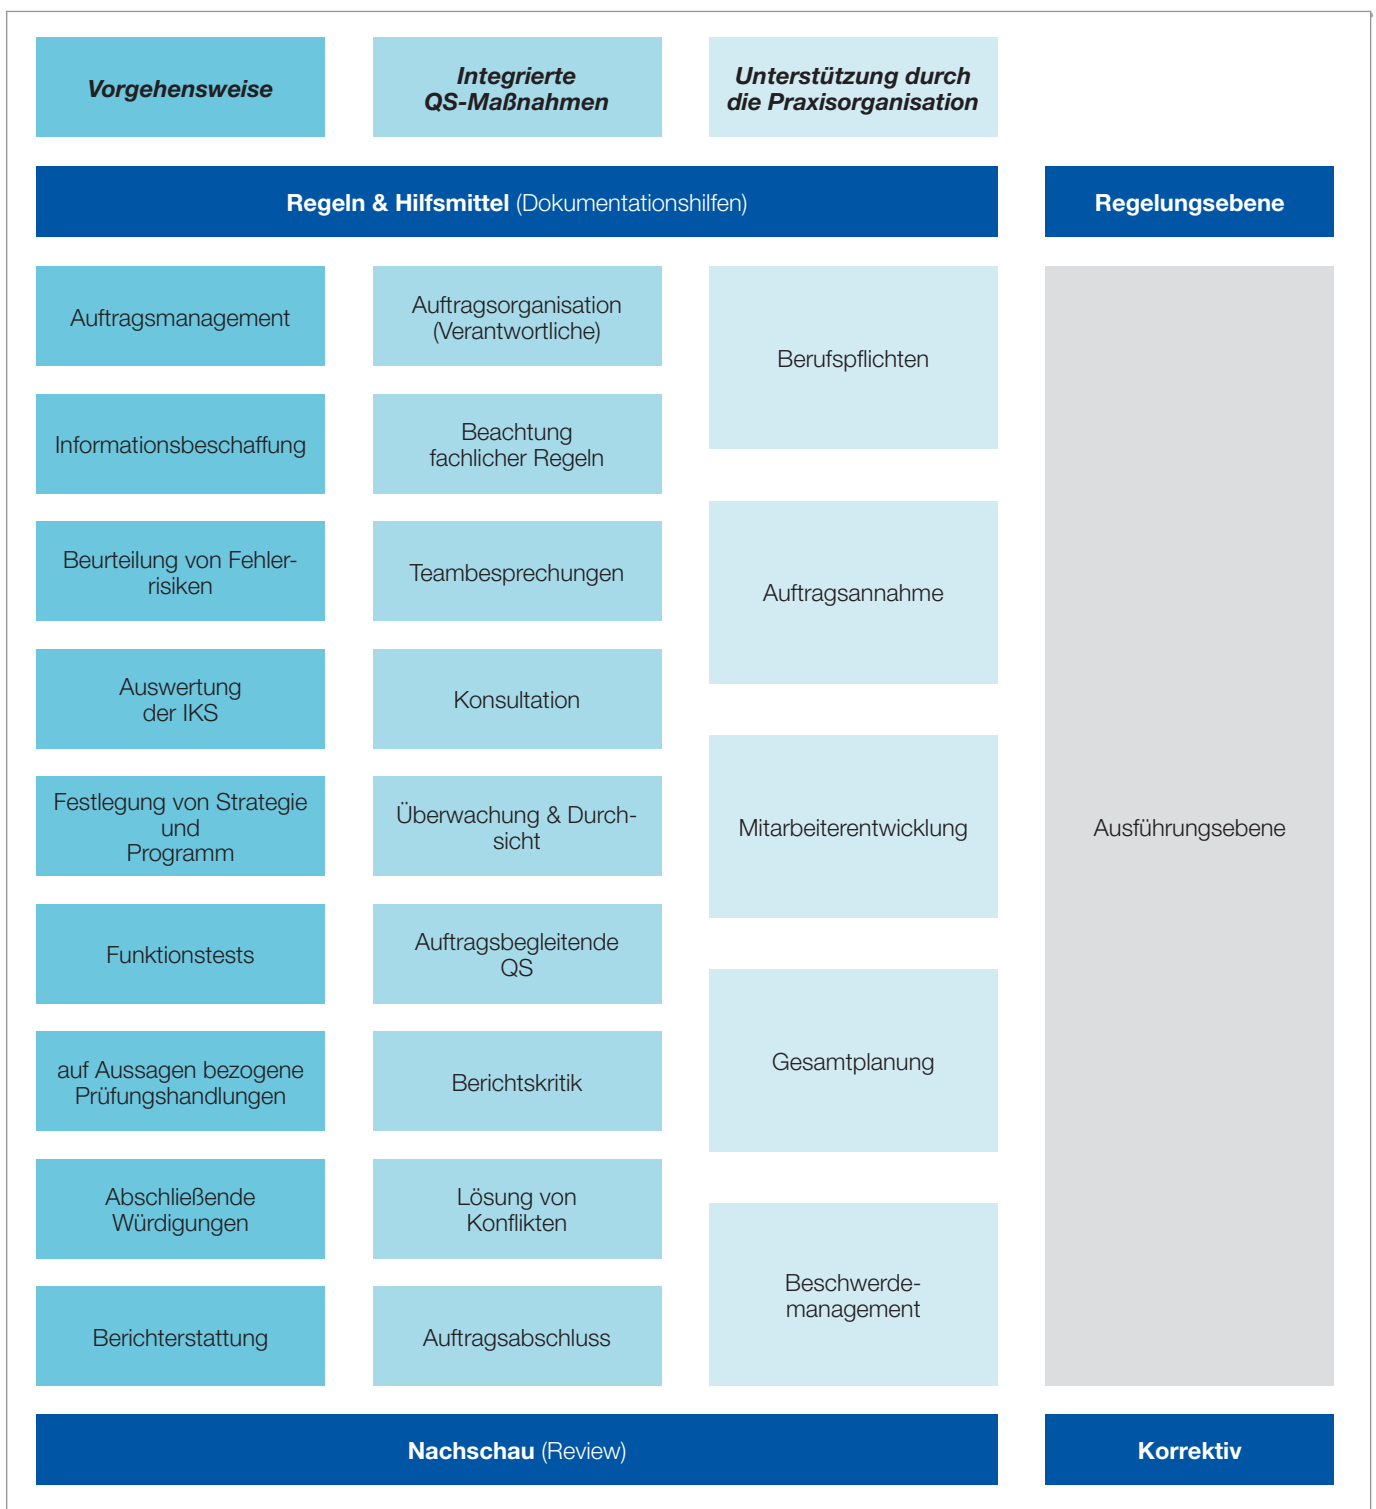 Vorgehensweise
Integrierte
QS-Maßnahmen
Unterstützung durch
die Praxisorganisation
Regeln & Hilfsmittel (Dokumentationshilfen)
Regelungsebene
Auftragsmanagement
Informationsbeschaffung
Beurteilung von Fehler-
risiken
Auswertung
der IKS
Festlegung von Strategie
und
Programm
Funktionstests
auf Aussagen bezogene
Prüfungshandlungen
Abschließende
Würdigungen
Berichterstattung
Auftragsorganisation
(Verantwortliche)
Beachtung
fachlicher Regeln
Teambesprechungen
Konsultation
Überwachung & Durch-
sicht
Auftragsbegleitende
QS
Berichtskritik
Lösung von
Konflikten
Auftragsabschluss
Berufspflichten
Auftragsannahme
Mitarbeiterentwicklung
Gesamtplanung
Beschwerde-
management
Ausführungsebene
Nachschau (Review)
Korrektiv